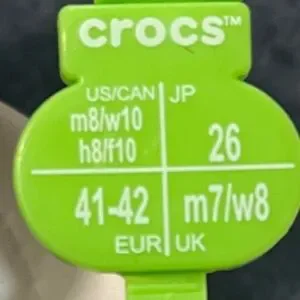 crocs™
US/CAN JP
m8/w10
h8/f10 26
41-42 m7/w8
EUR UK